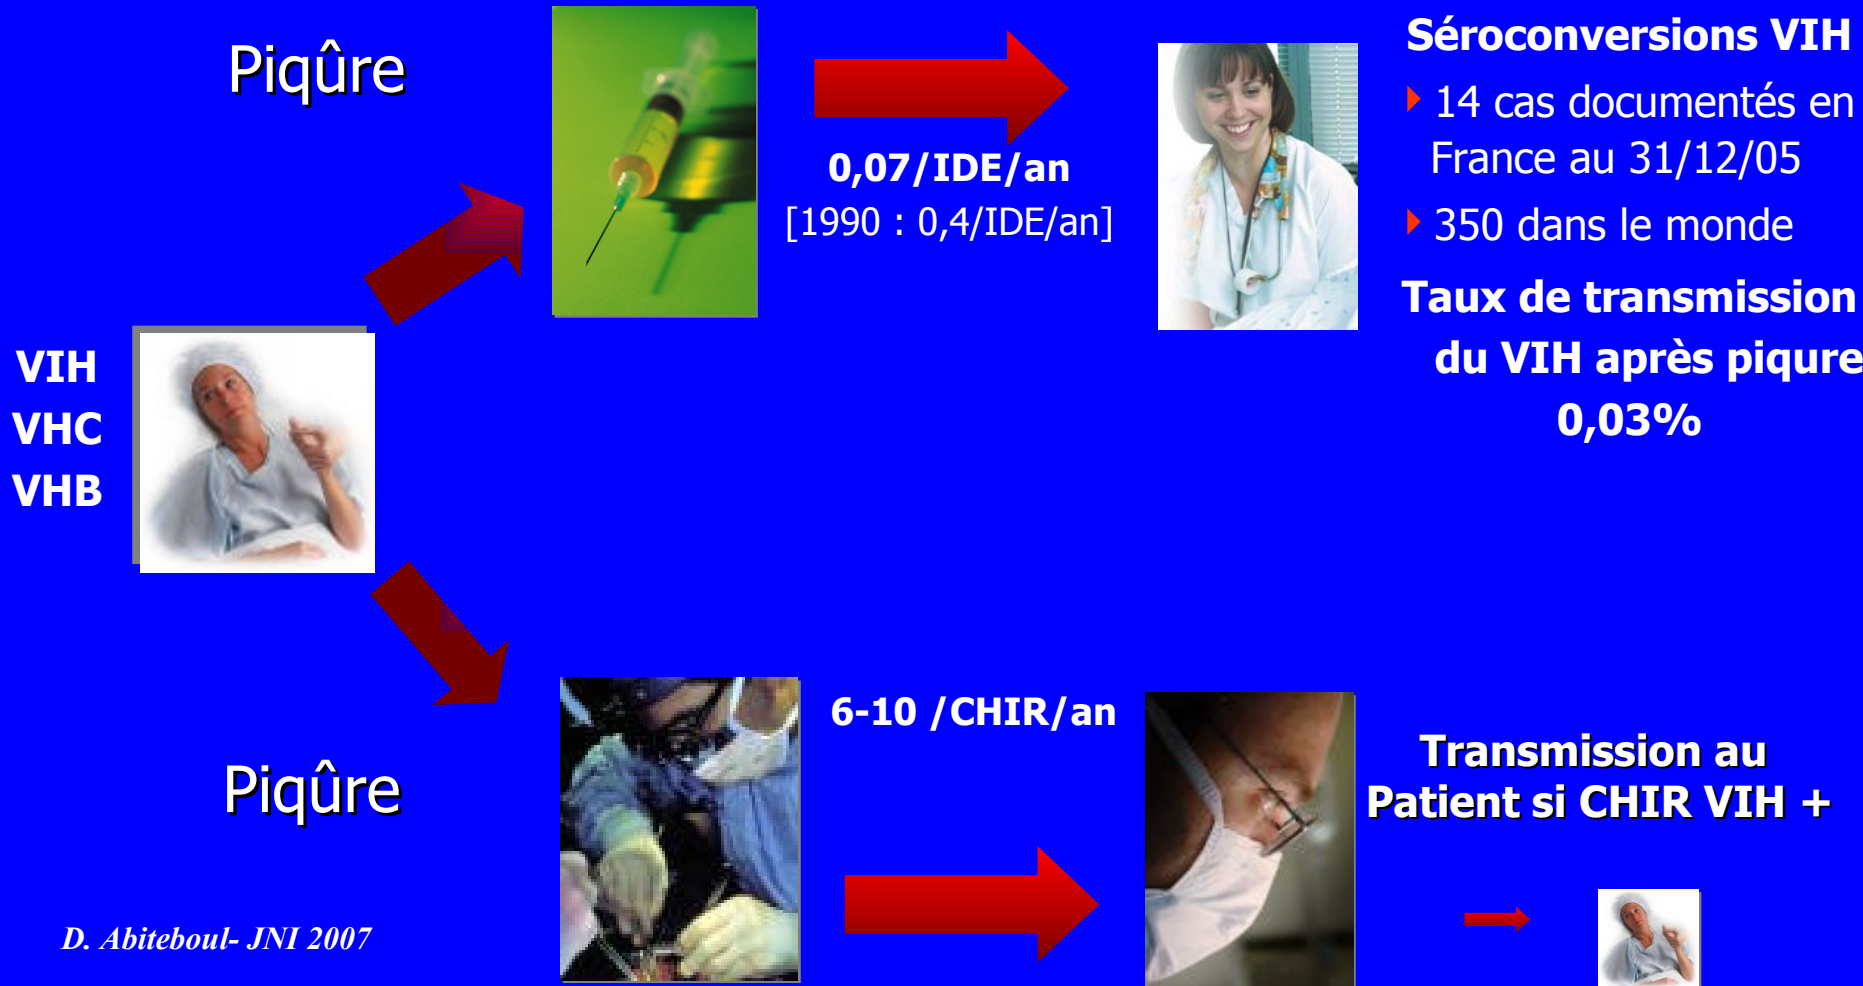 Piqûre
0,07/IDE/an
[1990 : 0,4/IDE/an]
Séroconversions VIH
14 cas documentés en
France au 31/12/05
350 dans le monde
Taux de transmission
du VIH après piqure
0,03%
VIH
VHC
VHB
Piqûre
6-10 /CHIR/an
Transmission au
Patient si CHIR VIH +
D. Abiteboul- JNI 2007